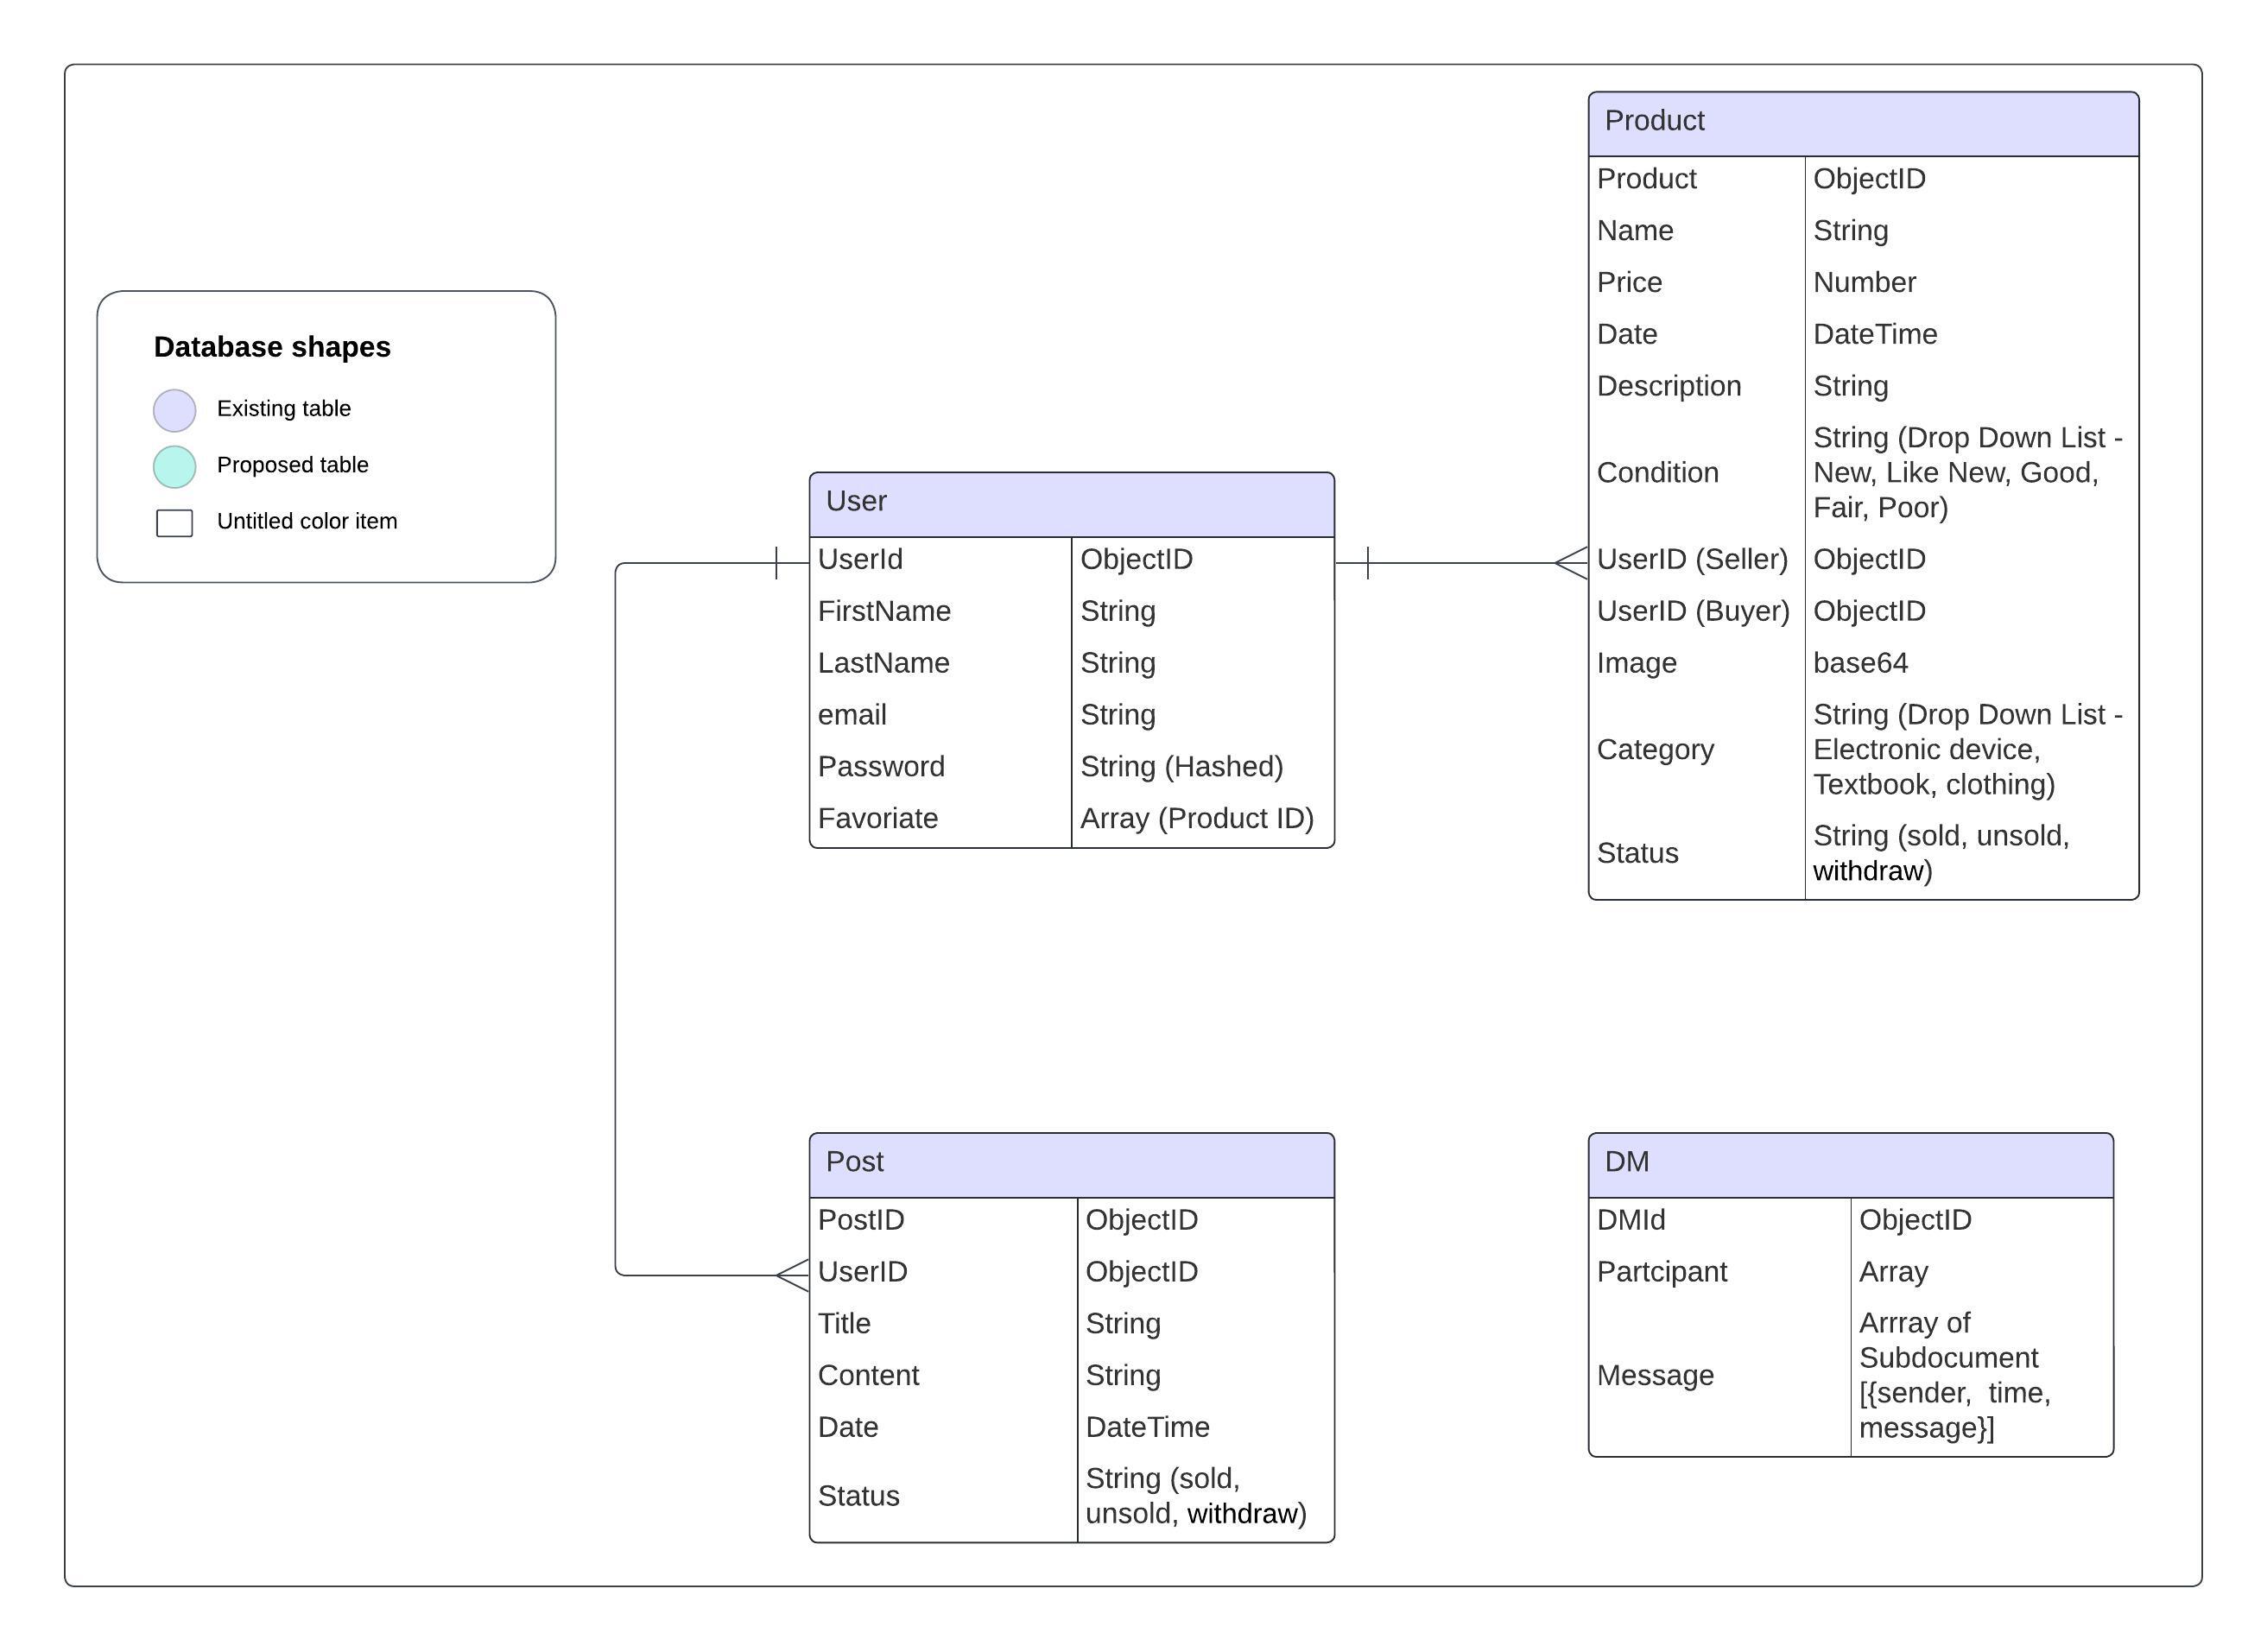 Database shapes
Existing table
Proposed table
Untitled color item
User
UserId ObjectID
FirstName String
LastName String
email String
Password String (Hashed)
Favoriate Array (Product ID)
Product
Product ObjectID
Name String
Price Number
Date DateTime
Description String
Condition String (Drop Down List -
New, Like New, Good,
Fair, Poor)
UserID (Seller) ObjectID
UserID (Buyer) ObjectID
Image base64
Category String (Drop Down List -
Electronic device,
Textbook, clothing)
Status String (sold, unsold,
withdraw)
Post
PostID ObjectID
UserID ObjectID
Title String
Content String
Date DateTime
Status String (sold,
unsold, withdraw)
DM
DMId ObjectID
Partcipant Array
Message Arrray of
Subdocument
[{sender,  time,
message}]